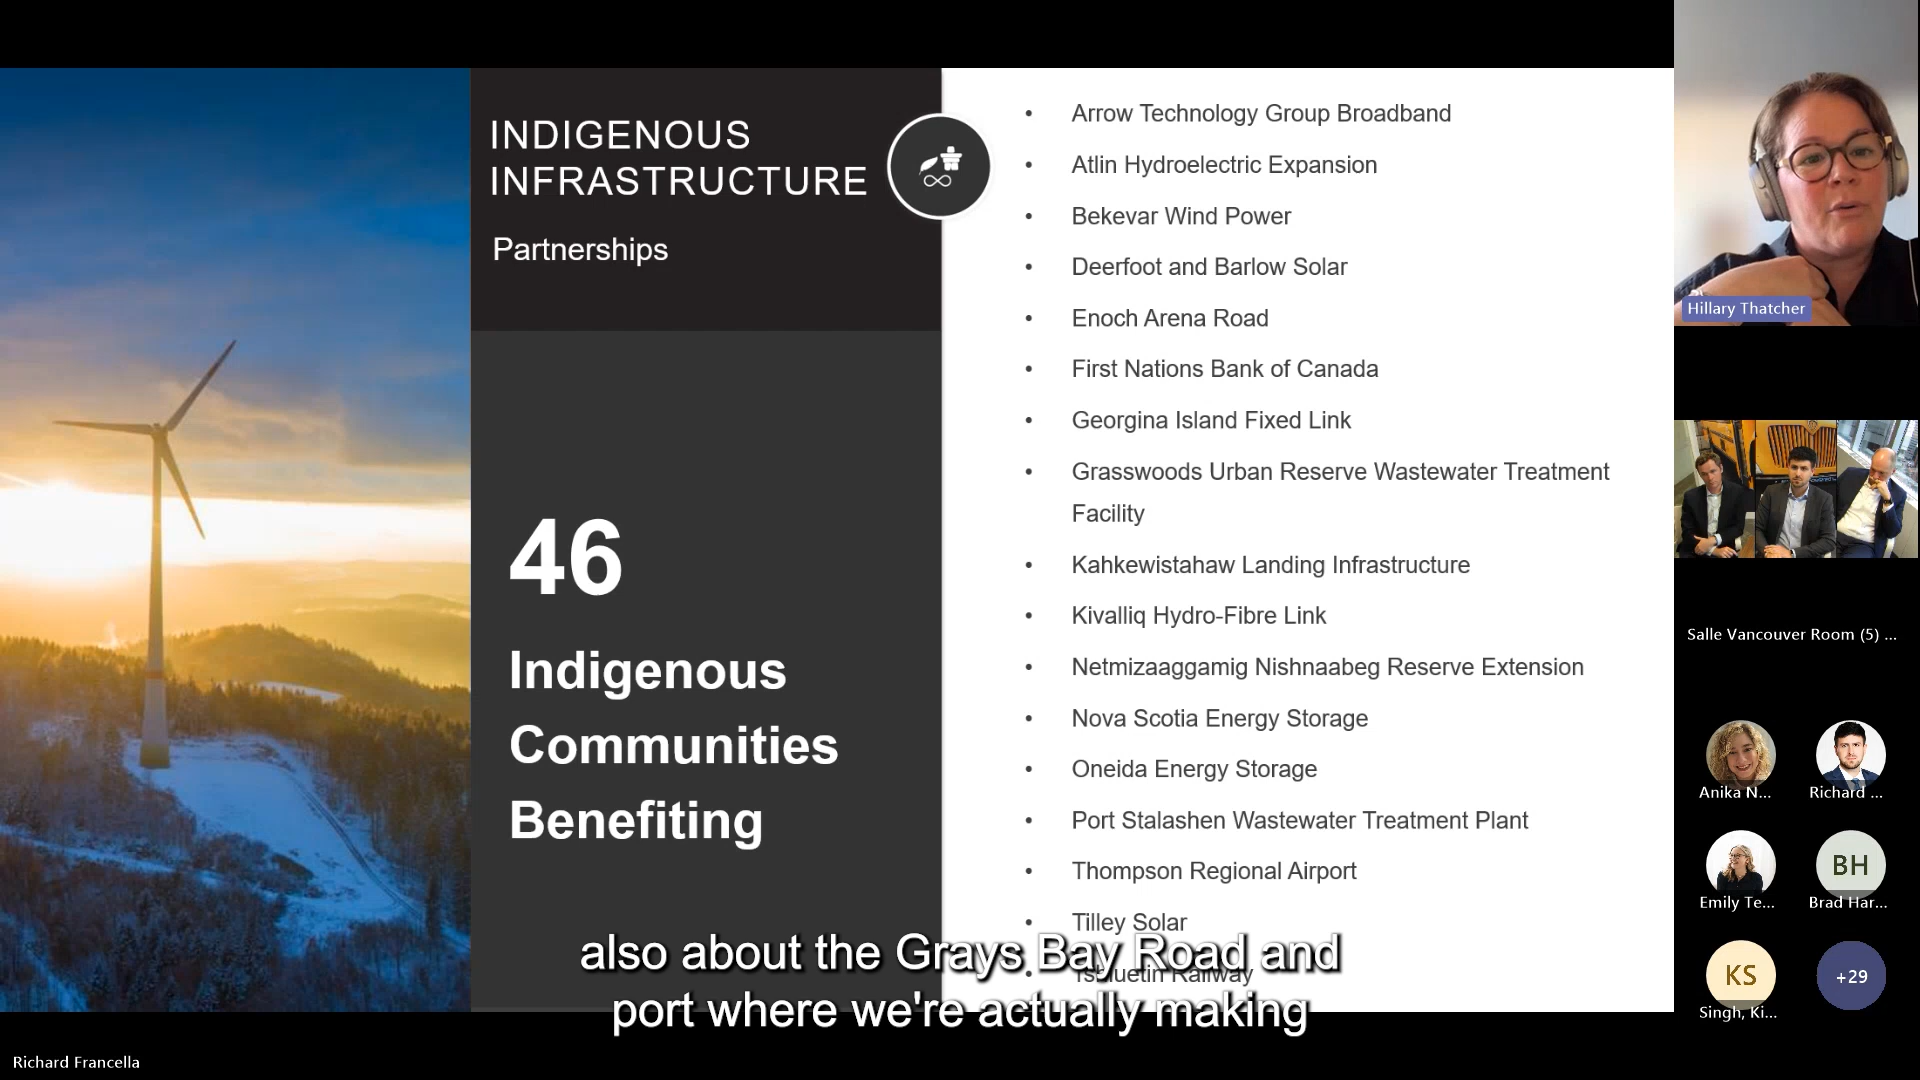 INDIGENOUS
INFRASTRUCTURE
Partnerships
46
Indigenous
Communities
Benefiting
• Arrow Technology Group Broadband
• Atlin Hydroelectric Expansion
• Bekevar Wind Power
• Deerfoot and Barlow Solar
• Enoch Arena Road
• First Nations Bank of Canada
• Georgina Island Fixed Link
• Grasswoods Urban Reserve Wastewater Treatment
Facility
• Kahkewistahaw Landing Infrastructure
• Kivalliq Hydro-Fibre Link
• Netmizaaggamig Nishnaabeg Reserve Extension
• Nova Scotia Energy Storage
• Oneida Energy Storage
• Port Stalashen Wastewater Treatment Plant
• Thompson Regional Airport
• Tilley Solar
• Tshiuetin Railway
also about the Grays Bay Road and
port where we're actually making
Hillary Thatcher
Salle Vancouver Room (5) ...
Anika N...
Richard ...
Emily Te...
BH
Brad Har...
KS
Singh, Ki...
+29
Richard Francella